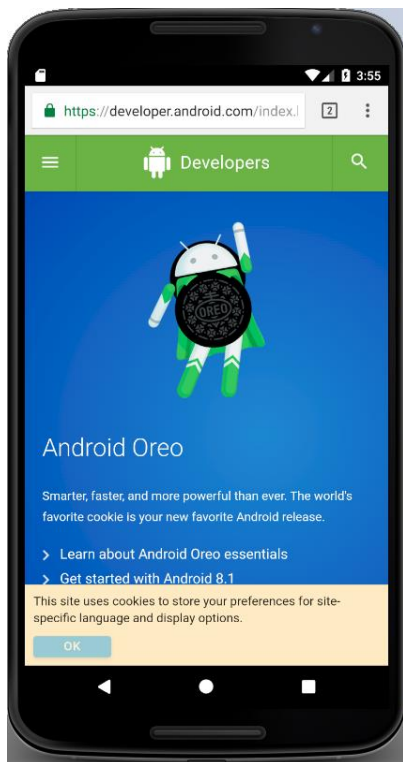 3:55
https://developer.android.com/index.
2
Developers
OREO
Android Oreo
Smarter, faster, and more powerful than ever. The world's
favorite cookie is your new favorite Android release.
Learn about Android Oreo essentials
Get started with Android 8.1
This site uses cookies to store your preferences for site-
specific language and display options.
OK